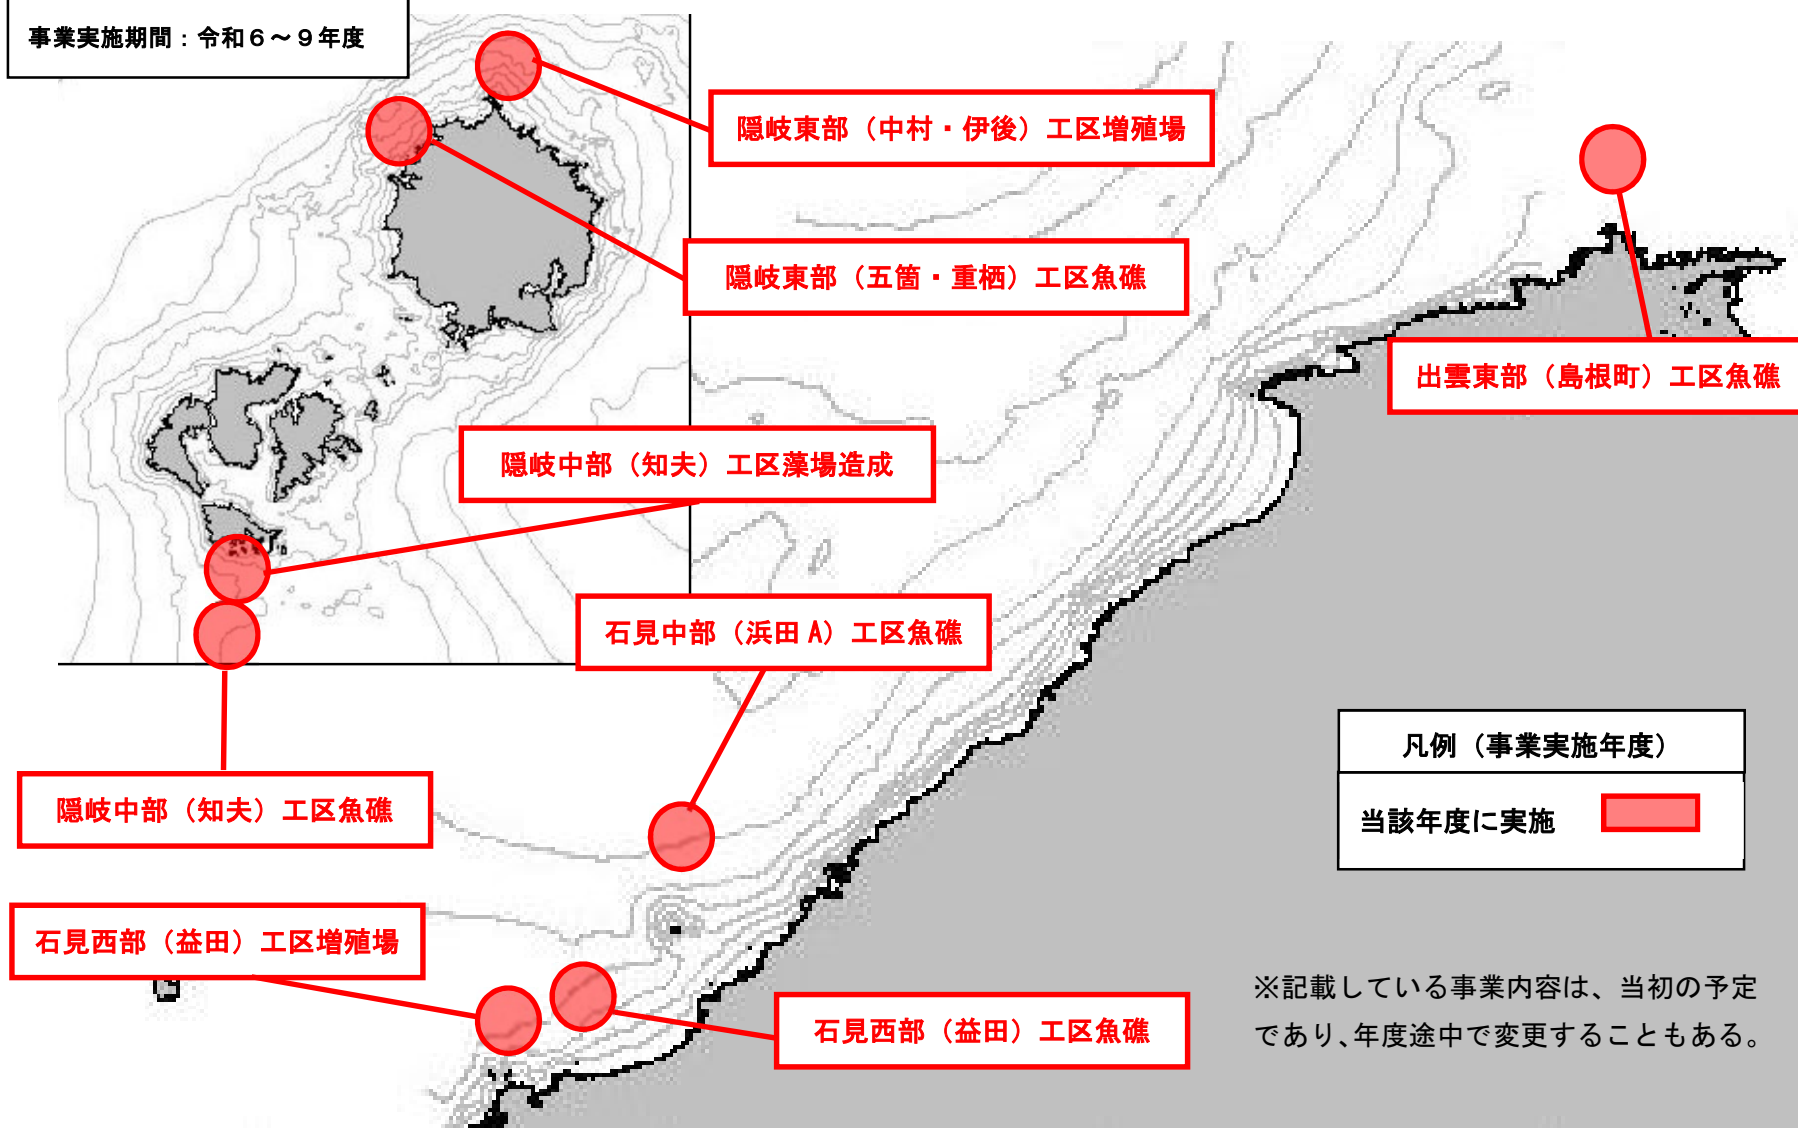 事業実施期間：令和６～９年度
隠岐東部（中村・伊後）工区増殖場
隠岐東部（五箇・重栖）工区魚礁
出雲東部（島根町）工区魚礁
隠岐中部（知夫）工区藻場造成
石見中部（浜田A）工区魚礁
隠岐中部（知夫）工区魚礁
凡例（事業実施年度）
当該年度に実施
石見西部（益田）工区増殖場
石見西部（益田）工区魚礁
※記載している事業内容は、当初の予定
であり、年度途中で変更することもある。